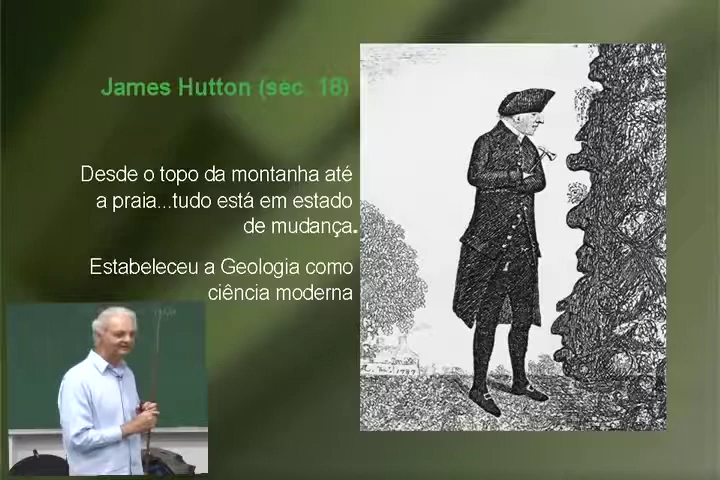 James Hutton (sec. 18)
Desde o topo da montanha até
a praia...tudo está em estado
de mudança.
Estabeleceu a Geologia como
ciência moderna
1787